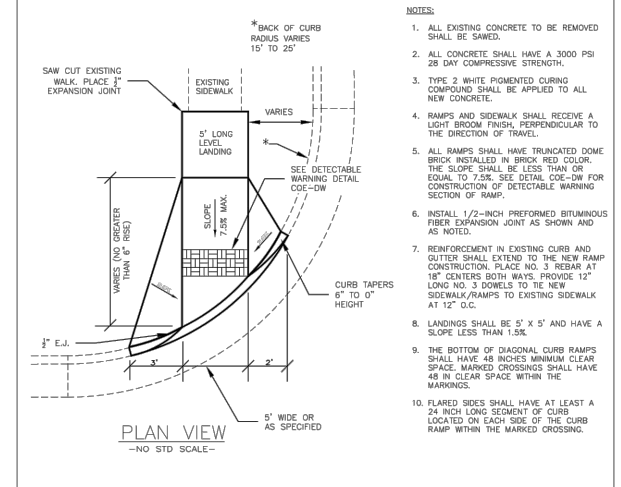 *BACK OF CURB
RADIUS VARIES
15' TO 25'
SAW CUT EXISTING
WALK. PLACE ½"
EXPANSION JOINT
EXISTING
SIDEWALK
VARIES
5' LONG
LEVEL
LANDING
*
SEE DETECTABLE
WARNING DETAIL
COE-DW
SLOPE
7.5% MAX.
VARIES (NO GREATER
THAN 6" RISE)
SLOPE
SLOPE
CURB TAPERS
6" TO 0"
HEIGHT
½" E.J.
3'
2'
5' WIDE OR
AS SPECIFIED
PLAN VIEW
-NO STD SCALE-
NOTES:
1. ALL EXISTING CONCRETE TO BE REMOVED
SHALL BE SAWED.
2. ALL CONCRETE SHALL HAVE A 3000 PSI
28 DAY COMPRESSIVE STRENGTH.
3. TYPE 2 WHITE PIGMENTED CURING
COMPOUND SHALL BE APPLIED TO ALL
NEW CONCRETE.
4. RAMPS AND SIDEWALK SHALL RECEIVE A
LIGHT BROOM FINISH, PERPENDICULAR TO
THE DIRECTION OF TRAVEL.
5. ALL RAMPS SHALL HAVE TRUNCATED DOME
BRICK INSTALLED IN BRICK RED COLOR.
THE SLOPE SHALL BE LESS THAN OR
EQUAL TO 7.5%. SEE DETAIL COE-DW FOR
CONSTRUCTION OF DETECTABLE WARNING
SECTION OF RAMP.
6. INSTALL 1/2-INCH PREFORMED BITUMINOUS
FIBER EXPANSION JOINT AS SHOWN AND
AS NOTED.
7. REINFORCEMENT IN EXISTING CURB AND
GUTTER SHALL EXTEND TO THE NEW RAMP
CONSTRUCTION. PLACE NO. 3 REBAR AT
18" CENTERS BOTH WAYS. PROVIDE 12"
LONG NO. 3 DOWELS TO TIE NEW
SIDEWALK/RAMPS TO EXISTING SIDEWALK
AT 12" O.C.
8. LANDINGS SHALL BE 5' X 5' AND HAVE A
SLOPE LESS THAN 1.5%.
9. THE BOTTOM OF DIAGONAL CURB RAMPS
SHALL HAVE 48 INCHES MINIMUM CLEAR
SPACE. MARKED CROSSINGS SHALL HAVE
48 IN CLEAR SPACE WITHIN THE
MARKINGS.
10. FLARED SIDES SHALL HAVE AT LEAST A
24 INCH LONG SEGMENT OF CURB
LOCATED ON EACH SIDE OF THE CURB
RAMP WITHIN THE MARKED CROSSING.